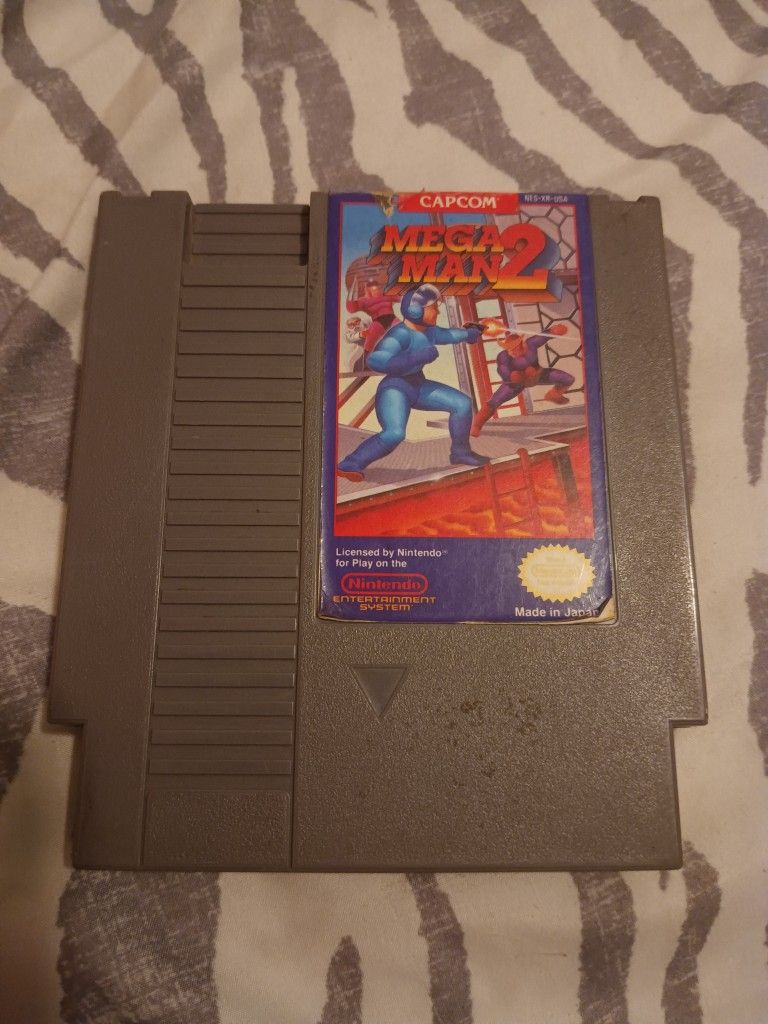 CAPCOM
NES-XR-USA
MEGA
MAN 2
Licensed by Nintendo®
for Play on the
Nintendo
ENTERTAINMENT
SYSTEM
Made in Japan